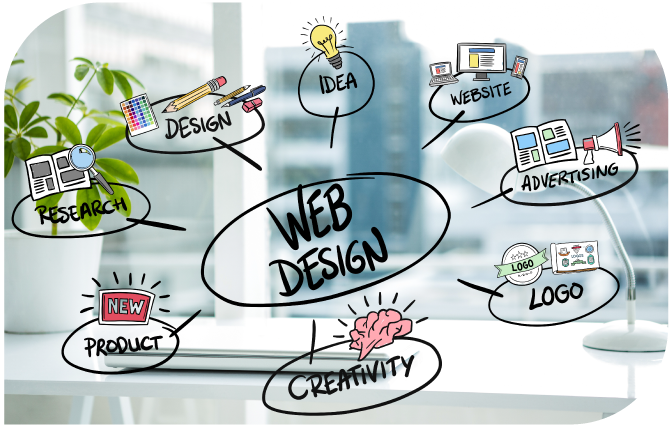 IDEA
WEBSITE
DESIGN
ADVERTISING
RESEARCH
WEB
DESIGN
LOGO
LOGO
NEW
PRODUCT
CREATIVITY